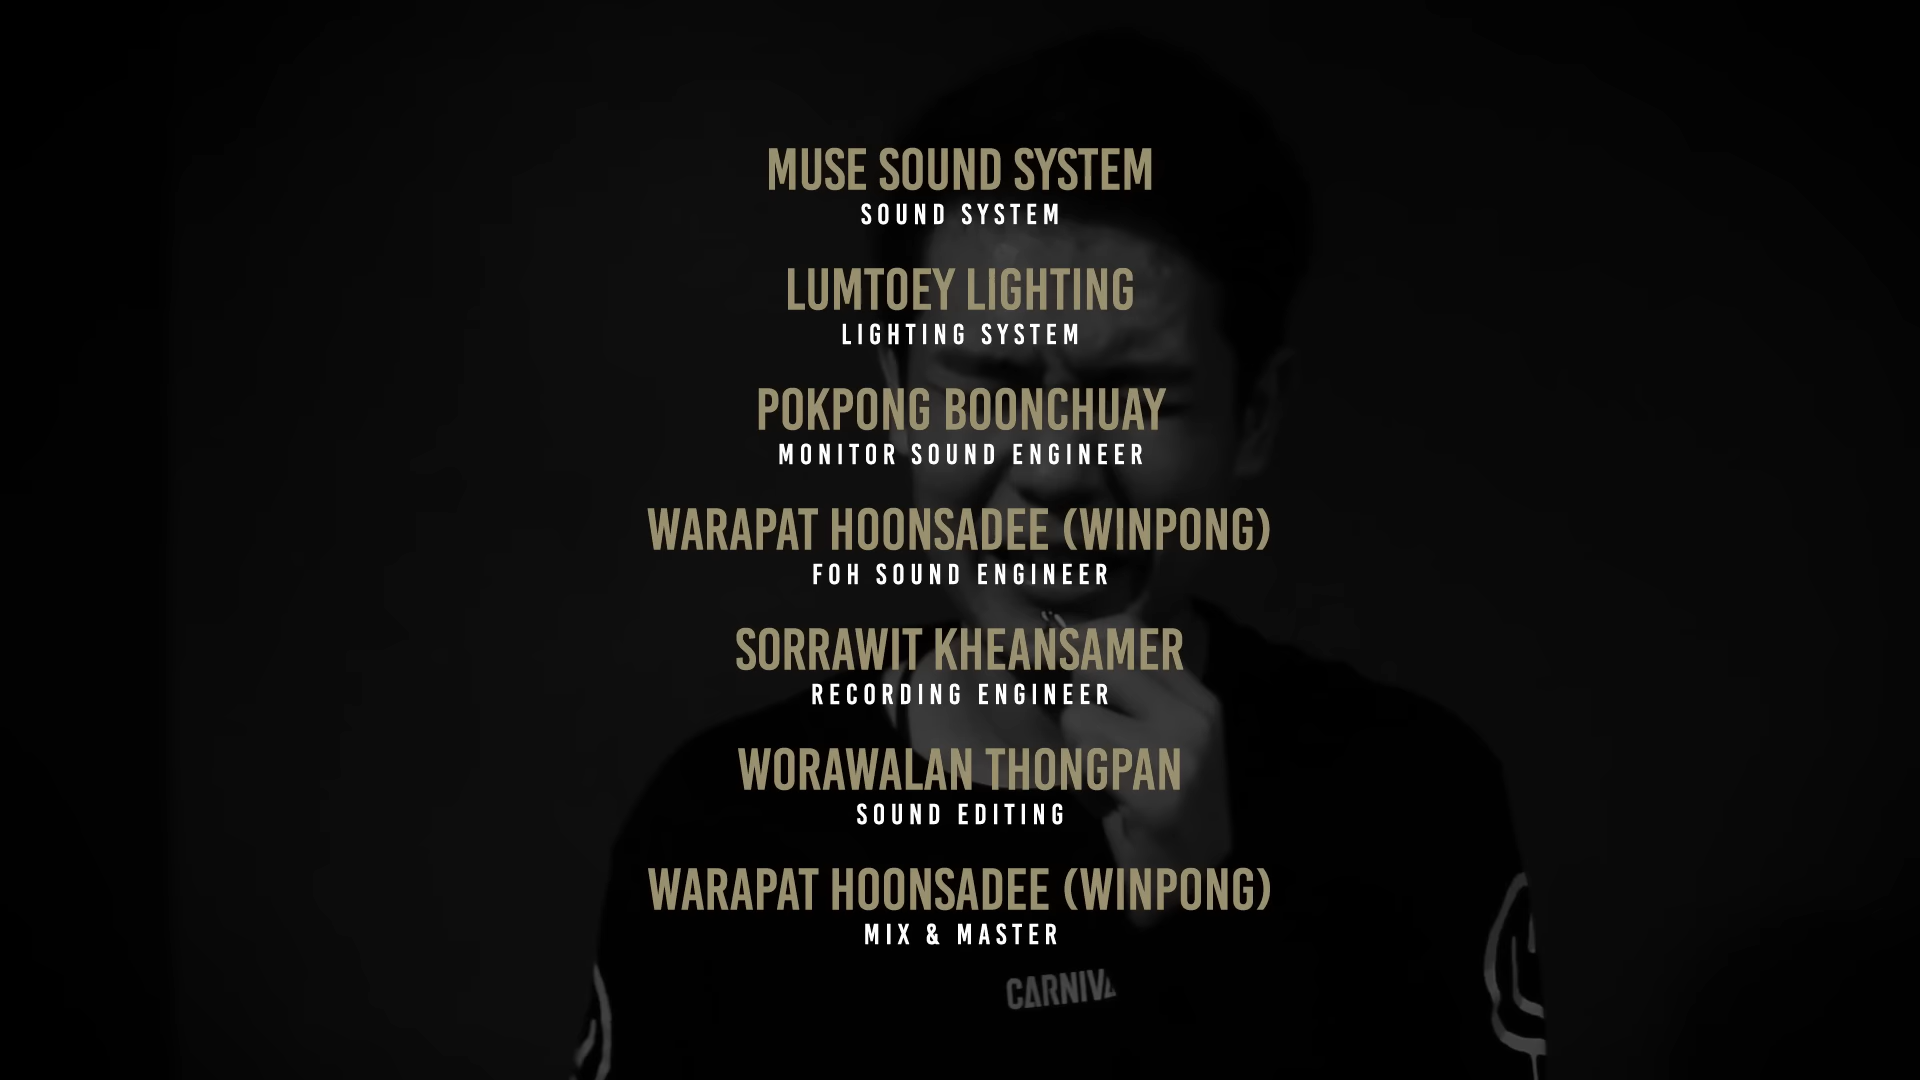 MUSE SOUND SYSTEM
SOUND SYSTEM
LUMTOEY LIGHTING
LIGHTING SYSTEM
POKPONG BOONCHUAY
MONITOR SOUND ENGINEER
WARAPAT HOONSADEE (WINPONG)
FOH SOUND ENGINEER
SORRAWIT KHEANSAMER
RECORDING ENGINEER
WORAWALAN THONGPAN
SOUND EDITING
WARAPAT HOONSADEE (WINPONG)
MIX & MASTER
CARNIVA